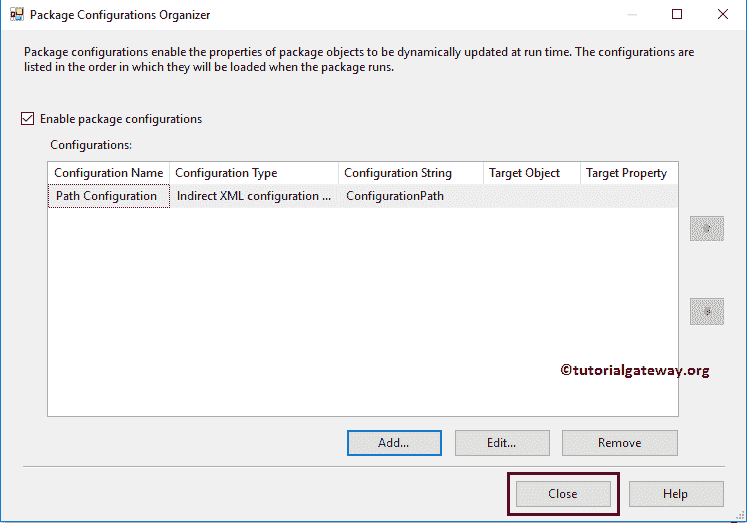 Package Configurations Organizer
Package configurations enable the properties of package objects to be dynamically updated at run time. The configurations are
listed in the order in which they will be loaded when the package runs.
Enable package configurations
Configurations:
Configuration Name Configuration Type Configuration String Target Object Target Property
Path Configuration Indirect XML configuration ... ConfigurationPath
©tutorialgateway.org
Add... Edit... Remove
Close Help